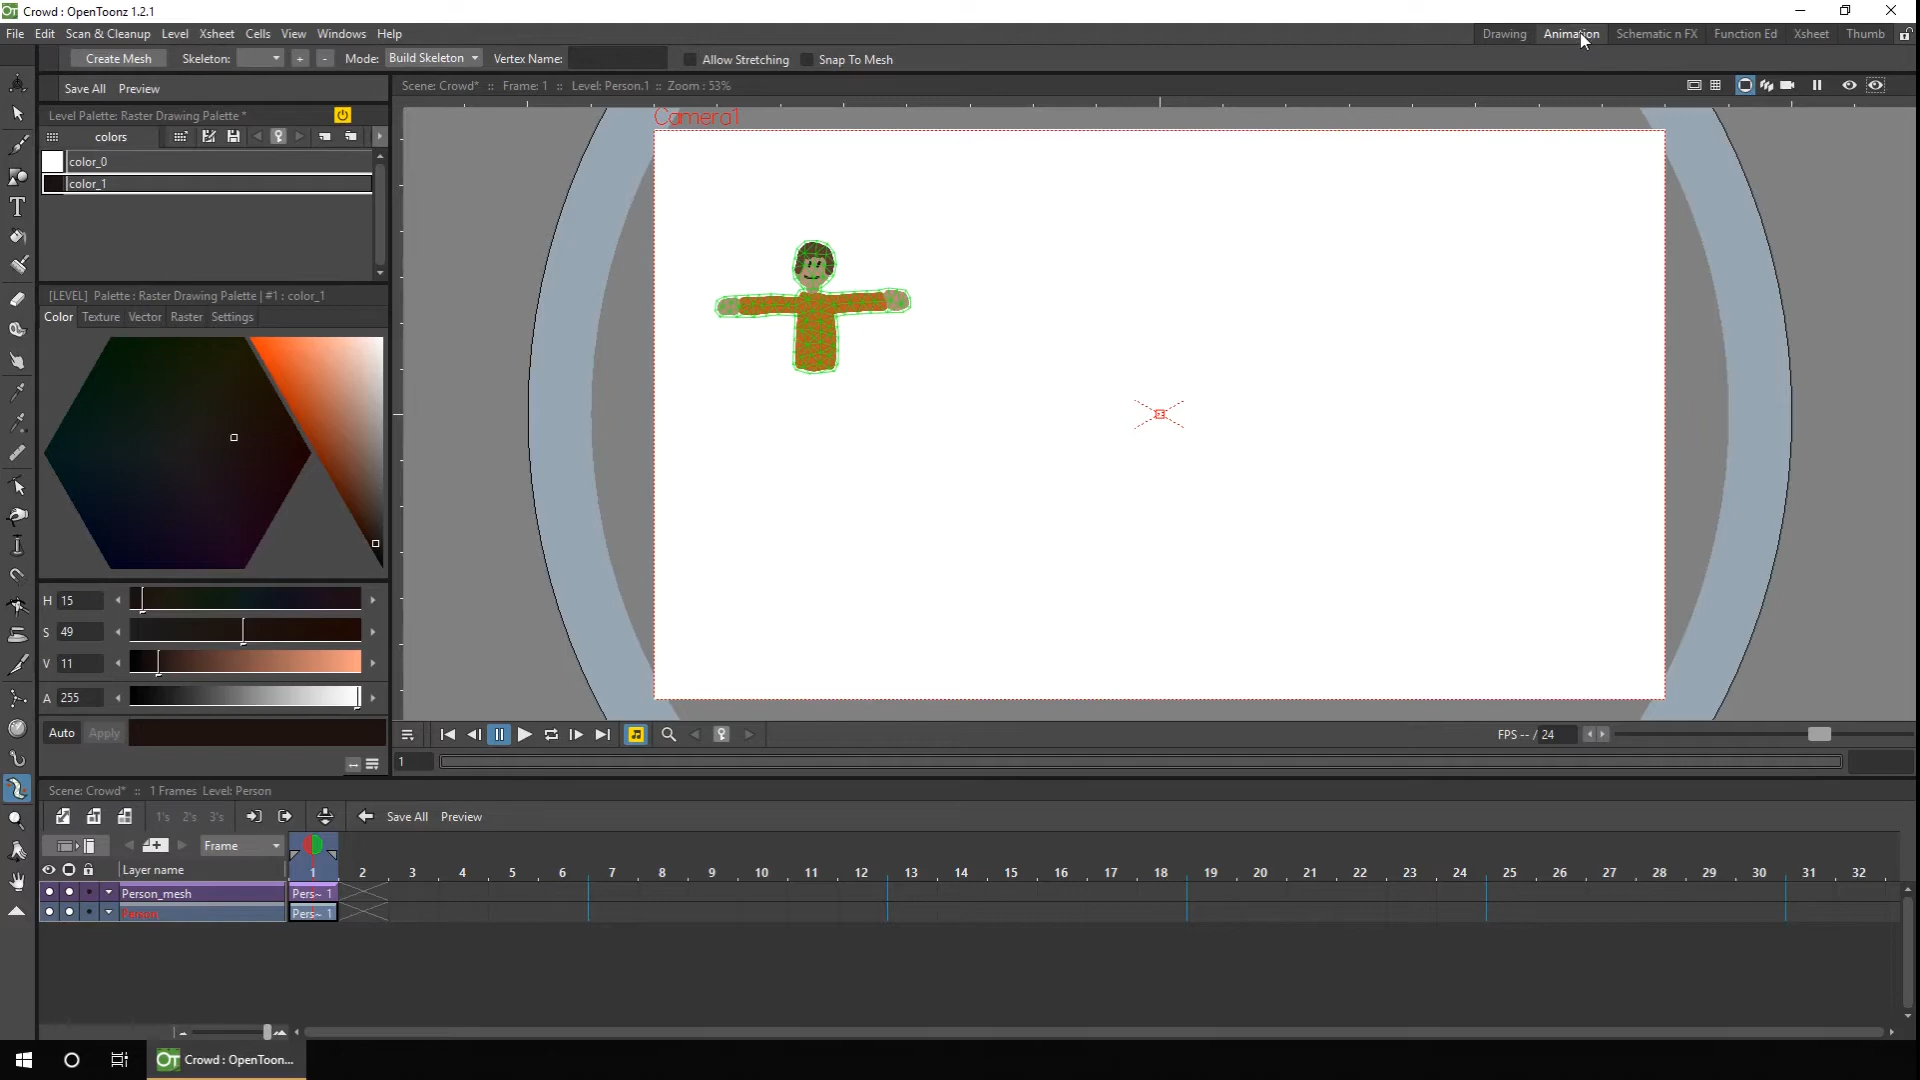 Crowd : OpenToonz 1.2.1
File Edit Scan & Cleanup Level Xsheet Cells View Windows Help
Drawing Animation Schematic n FX Function Ed Xsheet Thumb
Create Mesh Skeleton: + - Mode: Build Skeleton Vertex Name: Allow Stretching Snap To Mesh
Save All Preview
Scene: Crowd* :: Frame: 1 :: Level: Person.1 :: Zoom : 53%
Level Palette: Raster Drawing Palette *
colors
color_0
color_1
Camera1
[LEVEL] Palette : Raster Drawing Palette | #1 : color_1
Color Texture Vector Raster Settings
H 15
S 49
V 11
A 255
Auto Apply
FPS -- / 24
1
Scene: Crowd* :: 1 Frames Level: Person
1's 2's 3's Save All Preview
Frame
Layer name 1 2 3 4 5 6 7 8 9 10 11 12 13 14 15 16 17 18 19 20 21 22 23 24 25 26 27 28 29 30 31 32
Person_mesh Pers~ 1
Person Pers~ 1
Crowd : OpenToon...